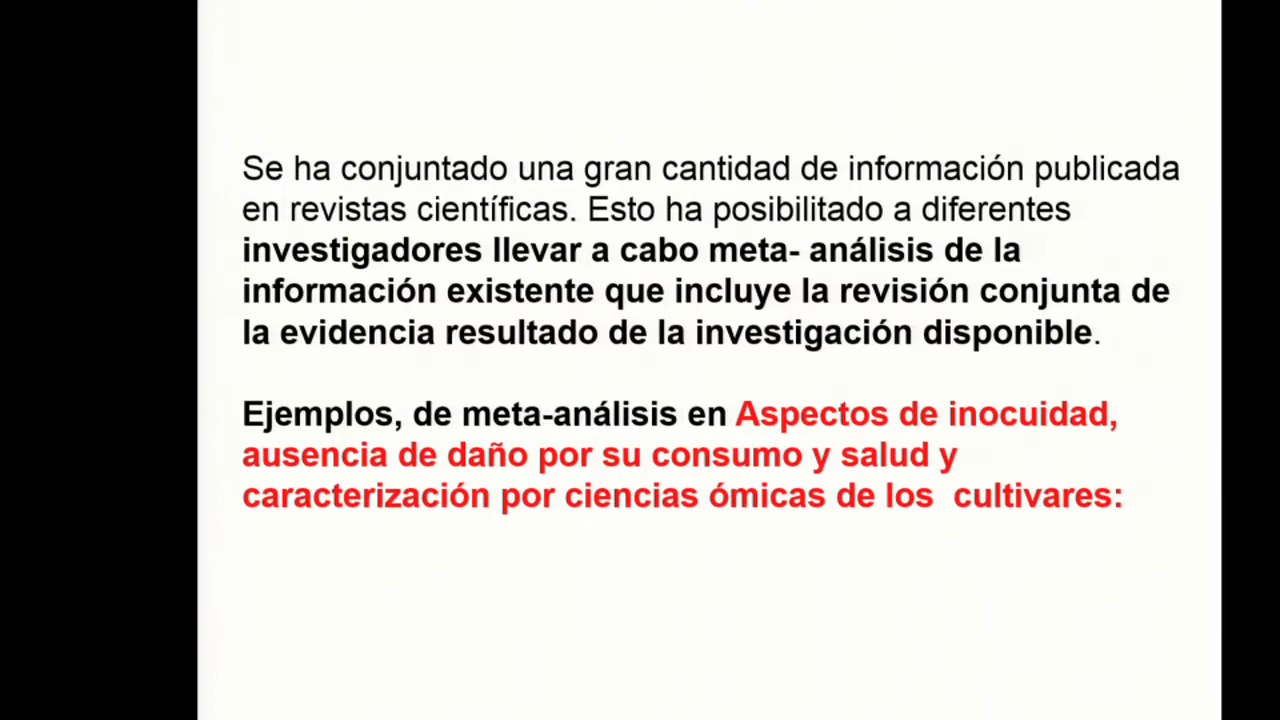 Se ha conjuntado una gran cantidad de información publicada
en revistas científicas. Esto ha posibilitado a diferentes
investigadores llevar a cabo meta- análisis de la
información existente que incluye la revisión conjunta de
la evidencia resultado de la investigación disponible.
Ejemplos, de meta-análisis en Aspectos de inocuidad,
ausencia de daño por su consumo y salud y
caracterización por ciencias ómicas de los  cultivares: